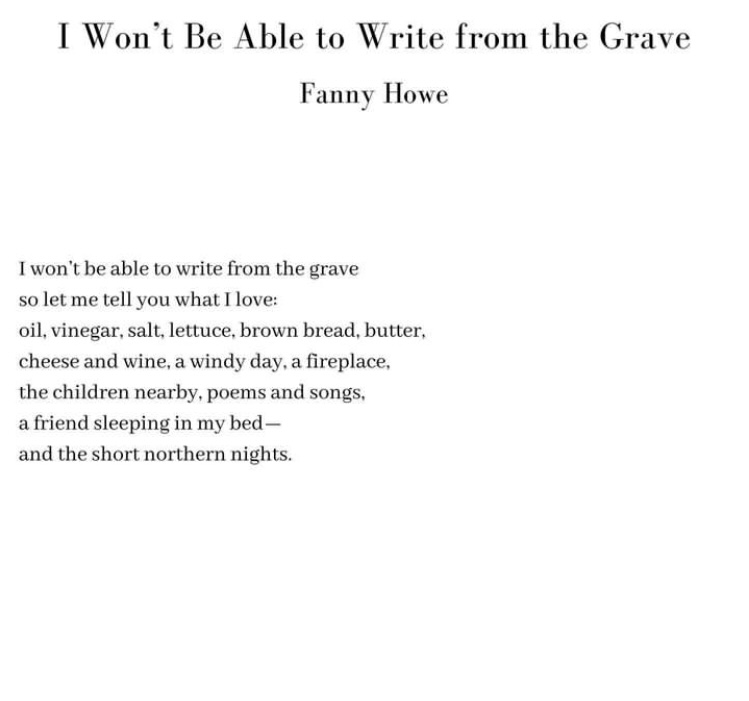 I Won’t Be Able to Write from the Grave
Fanny Howe
I won’t be able to write from the grave
so let me tell you what I love:
oil, vinegar, salt, lettuce, brown bread, butter,
cheese and wine, a windy day, a fireplace,
the children nearby, poems and songs,
a friend sleeping in my bed—
and the short northern nights.